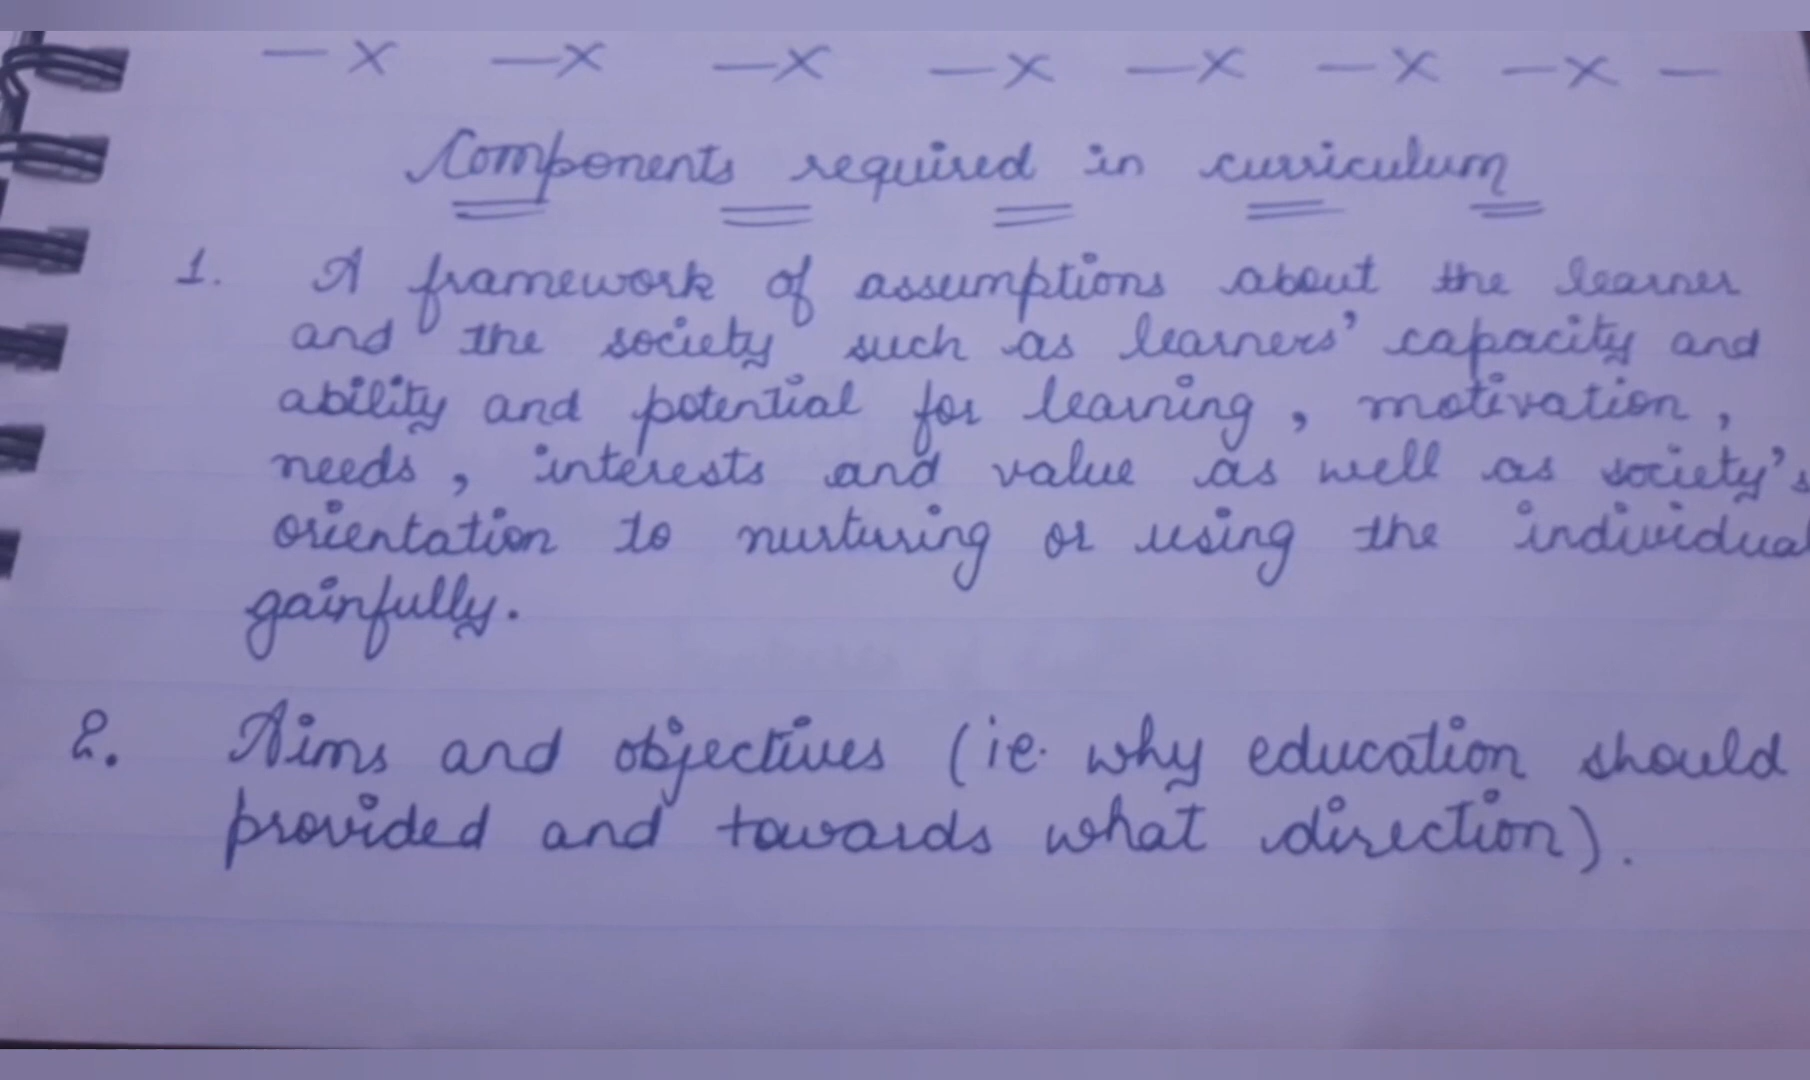 — x — x — x — x — x — x — x —
Components required in curriculum
1. A framework of assumptions about the learner
and the society such as learners' capacity and
ability and potential for learning, motivation,
needs, interests and value as well as society's
orientation to nurturing or using the individual
gainfully.
2. Aims and objectives (ie. why education should
provided and towards what direction).